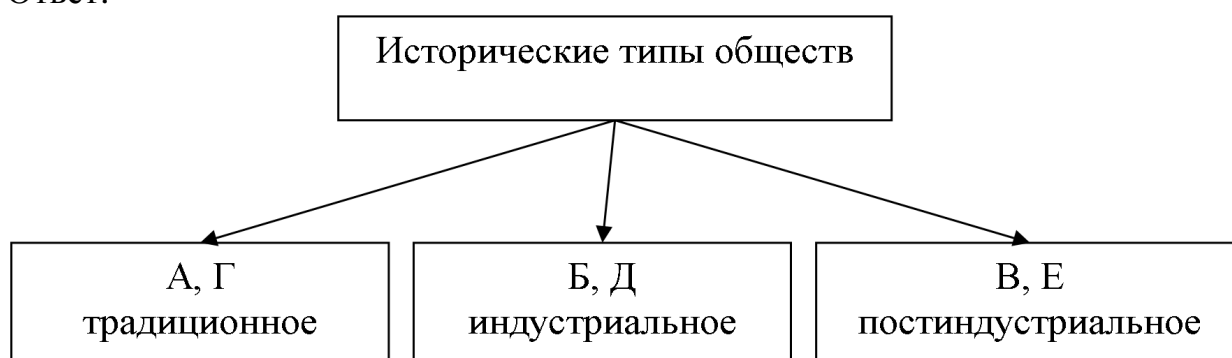 Ответ:
Исторические типы обществ
А, Г
традиционное
Б, Д
индустриальное
В, Е
постиндустриальное